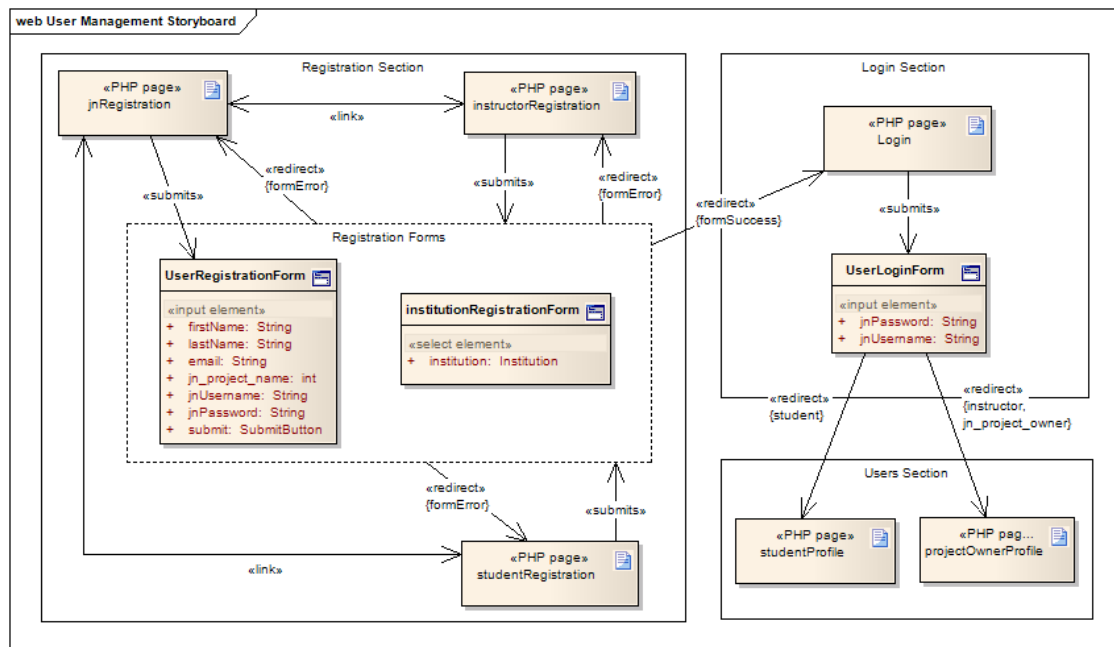 web User Management Storyboard
Registration Section
«PHP page»
jnRegistration
«PHP page»
instructorRegistration
«link»
«submits»
«redirect»
{formError}
«submits»
«redirect»
{formError}
Registration Forms
UserRegistrationForm
«input element»
+ firstName: String
+ lastName: String
+ email: String
+ jn_project_name: int
+ jnUsername: String
+ jnPassword: String
+ submit: SubmitButton
institutionRegistrationForm
«select element»
+ institution: Institution
«redirect»
{formError}
«submits»
«link»
«PHP page»
studentRegistration
«redirect»
{formSuccess}
Login Section
«PHP page»
Login
«submits»
UserLoginForm
«input element»
+ jnPassword: String
+ jnUsername: String
«redirect»
{student}
«redirect»
{instructor,
jn_project_owner}
Users Section
«PHP page»
studentProfile
«PHP pag...
projectOwnerProfile